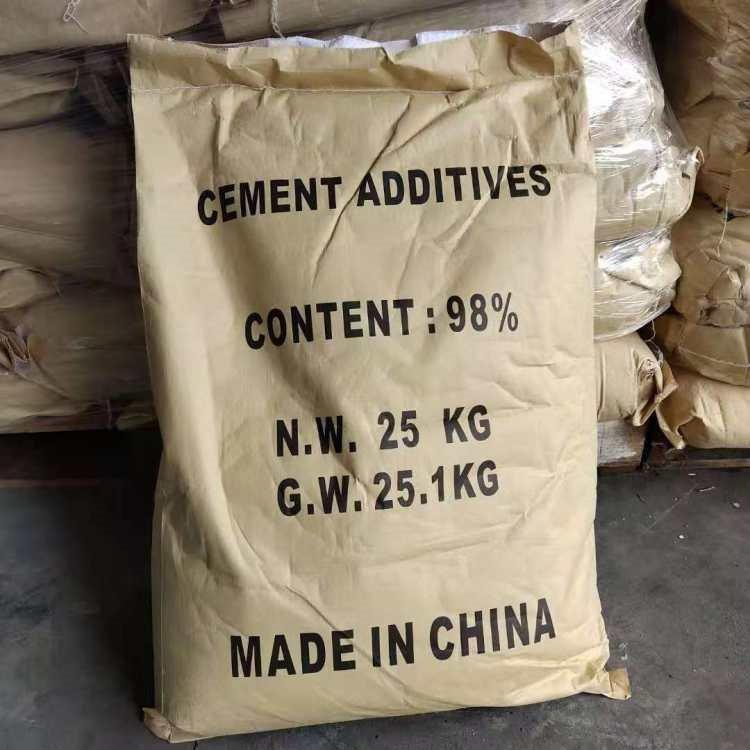 CEMENT ADDITIVES
CONTENT : 98%
N.W. 25 KG
G.W. 25.1KG
MADE IN CHINA